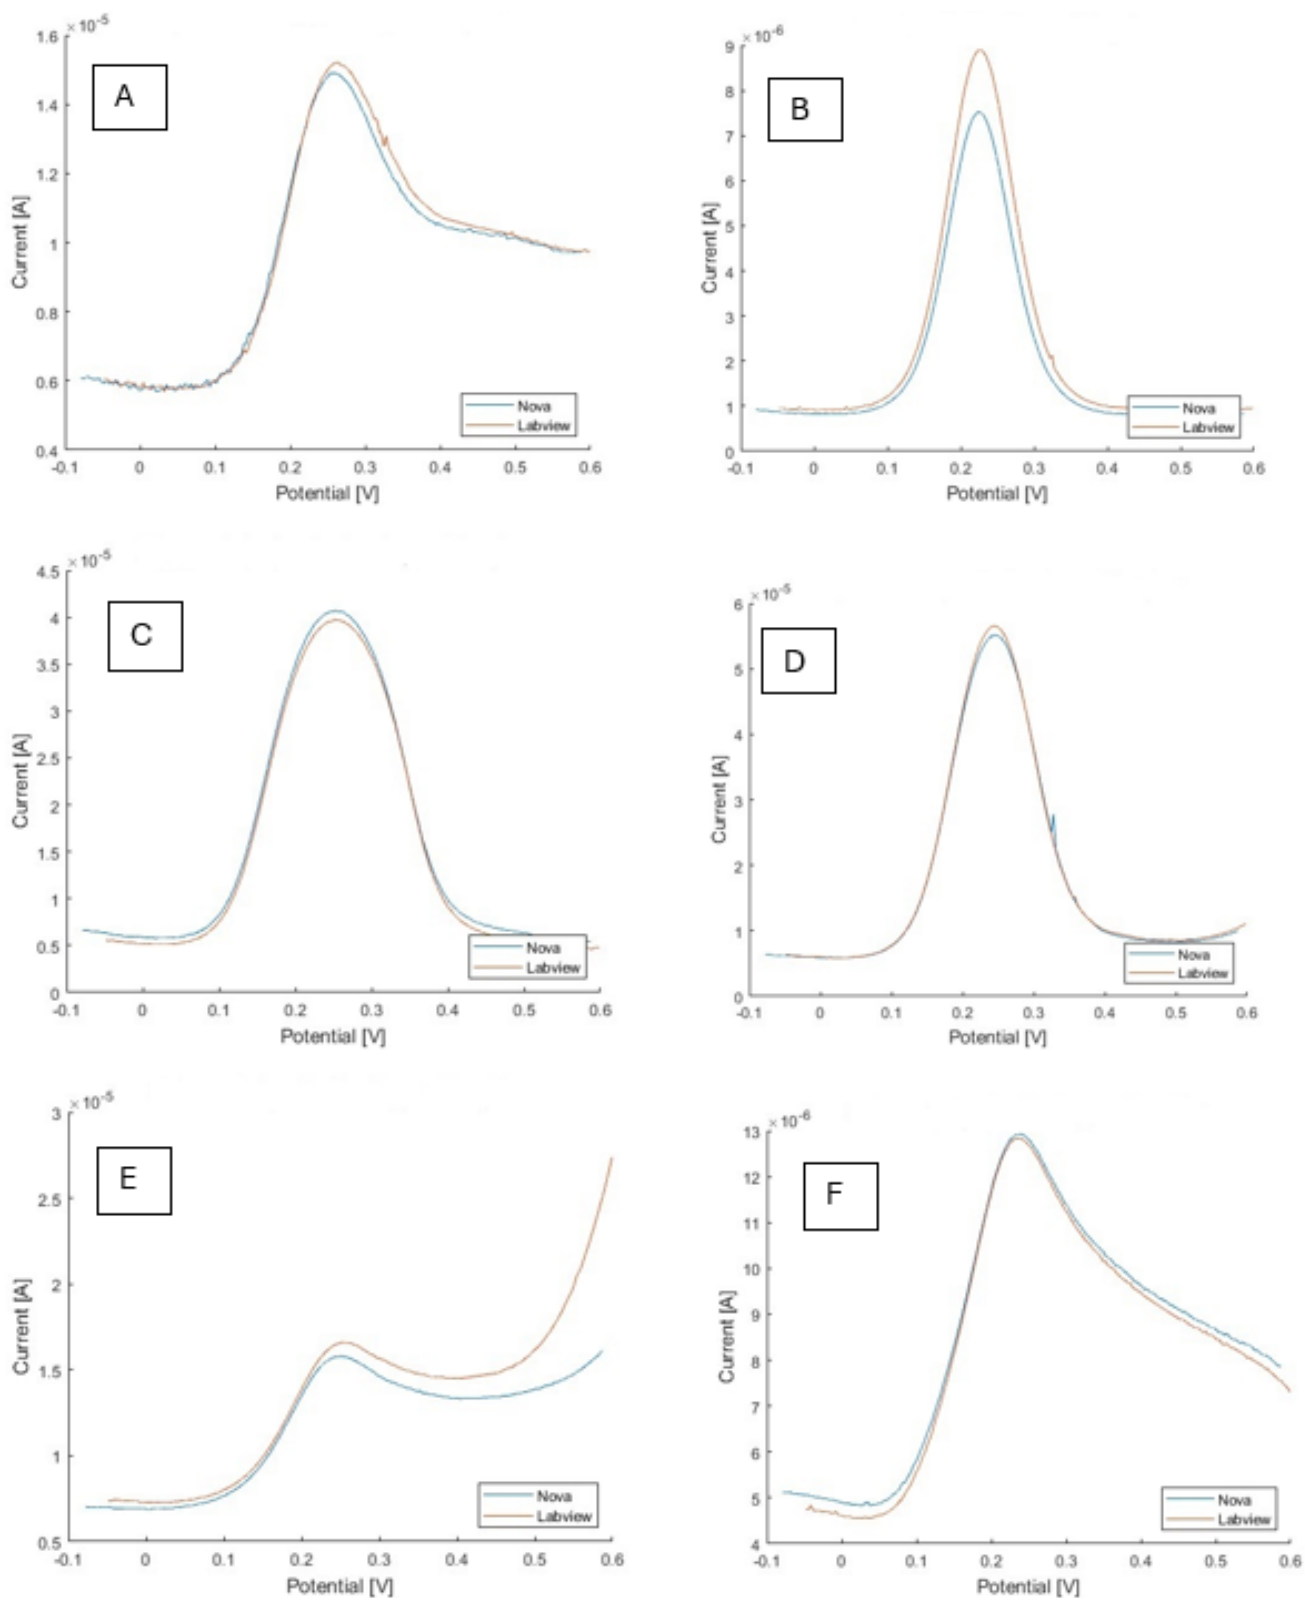 ×10-5
1.6
1.4
1.2
1
0.8
0.6
0.4
A
Current [A]
Nova
Labview
-0.1 0 0.1 0.2 0.3 0.4 0.5 0.6
Potential [V]
×10-6
9
8
7
6
5
4
3
2
1
0
B
Current [A]
Nova
Labview
-0.1 0 0.1 0.2 0.3 0.4 0.5 0.6
Potential [V]
×10-5
4.5
4
3.5
3
2.5
2
1.5
1
0.5
0
C
Current [A]
Nova
Labview
-0.1 0 0.1 0.2 0.3 0.4 0.5 0.6
Potential [V]
×10-5
6
5
4
3
2
1
0
D
Current [A]
Nova
Labview
-0.1 0 0.1 0.2 0.3 0.4 0.5 0.6
Potential [V]
×10-5
3
2.5
2
1.5
1
0.5
E
Current [A]
Nova
Labview
-0.1 0 0.1 0.2 0.3 0.4 0.5 0.6
Potential [V]
×10-6
13
12
11
10
9
8
7
6
5
4
F
Current [A]
Nova
Labview
-0.1 0 0.1 0.2 0.3 0.4 0.5 0.6
Potential [V]